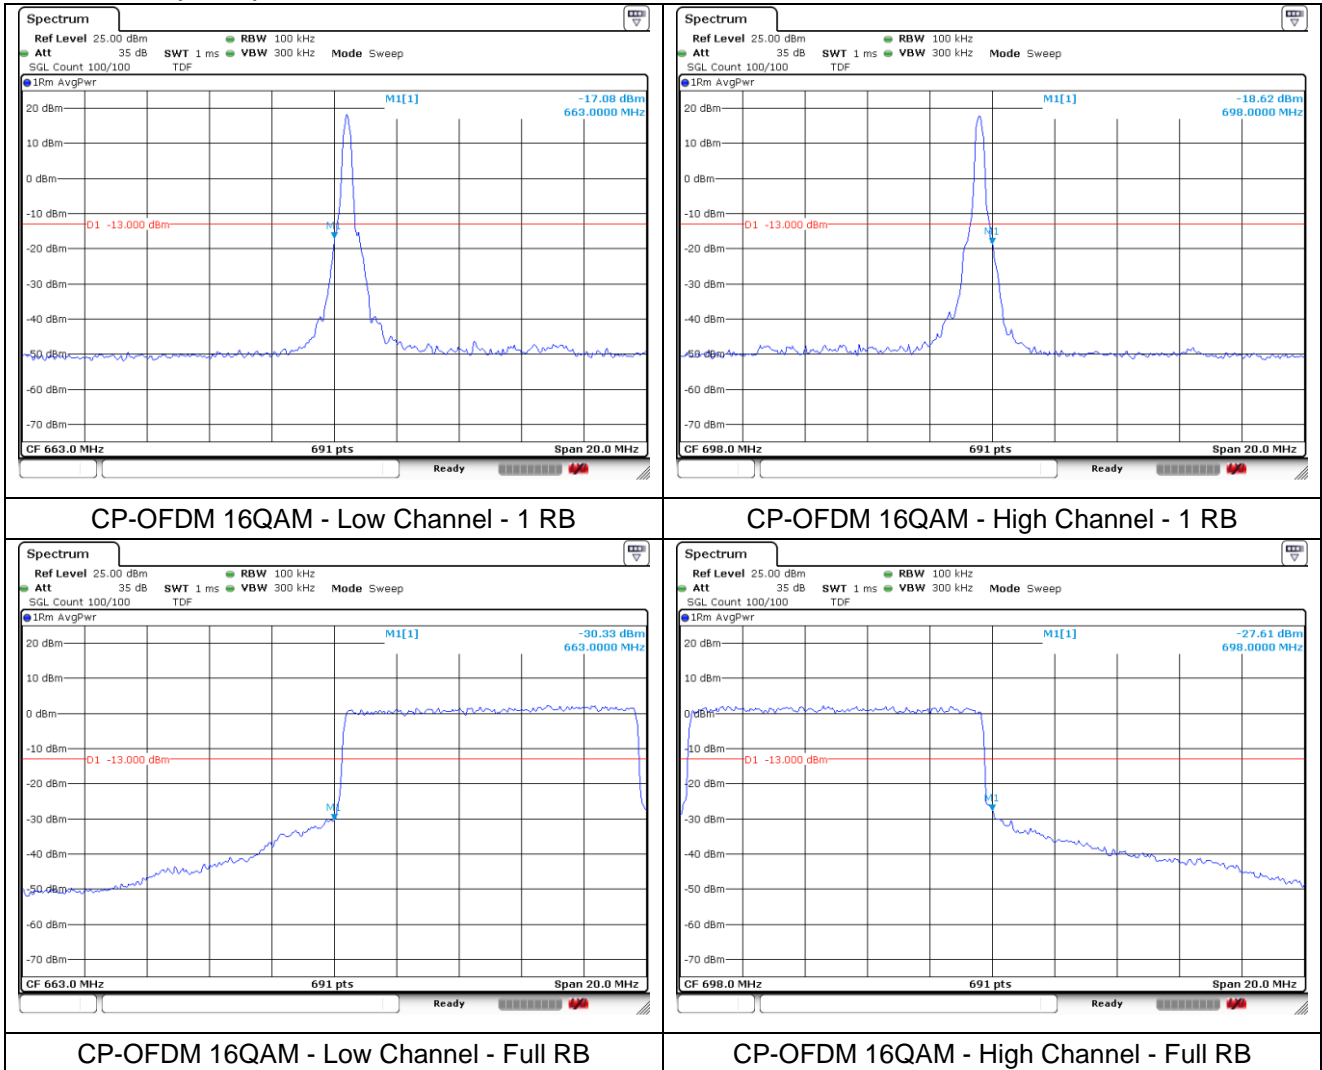 Spectrum
Ref Level 25.00 dBm RBW 100 kHz
Att 35 dB SWT 1 ms VBW 300 kHz Mode Sweep
SGL Count 100/100 TDF
1Rm AvgPwr
M1[1] -17.08 dBm
663.0000 MHz
20 dBm
10 dBm
0 dBm
-10 dBm
D1 -13.000 dBm
M1
-20 dBm
-30 dBm
-40 dBm
-50 dBm
-60 dBm
-70 dBm
CF 663.0 MHz 691 pts Span 20.0 MHz
Ready
CP-OFDM 16QAM - Low Channel - 1 RB
Spectrum
Ref Level 25.00 dBm RBW 100 kHz
Att 35 dB SWT 1 ms VBW 300 kHz Mode Sweep
SGL Count 100/100 TDF
1Rm AvgPwr
M1[1] -18.62 dBm
698.0000 MHz
20 dBm
10 dBm
0 dBm
-10 dBm
D1 -13.000 dBm
M1
-20 dBm
-30 dBm
-40 dBm
-50 dBm
-60 dBm
-70 dBm
CF 698.0 MHz 691 pts Span 20.0 MHz
Ready
CP-OFDM 16QAM - High Channel - 1 RB
Spectrum
Ref Level 25.00 dBm RBW 100 kHz
Att 35 dB SWT 1 ms VBW 300 kHz Mode Sweep
SGL Count 100/100 TDF
1Rm AvgPwr
M1[1] -30.33 dBm
663.0000 MHz
20 dBm
10 dBm
0 dBm
-10 dBm
D1 -13.000 dBm
-20 dBm
M1
-30 dBm
-40 dBm
-50 dBm
-60 dBm
-70 dBm
CF 663.0 MHz 691 pts Span 20.0 MHz
Ready
CP-OFDM 16QAM - Low Channel - Full RB
Spectrum
Ref Level 25.00 dBm RBW 100 kHz
Att 35 dB SWT 1 ms VBW 300 kHz Mode Sweep
SGL Count 100/100 TDF
1Rm AvgPwr
M1[1] -27.61 dBm
698.0000 MHz
20 dBm
10 dBm
0 dBm
-10 dBm
D1 -13.000 dBm
-20 dBm
M1
-30 dBm
-40 dBm
-50 dBm
-60 dBm
-70 dBm
CF 698.0 MHz 691 pts Span 20.0 MHz
Ready
CP-OFDM 16QAM - High Channel - Full RB